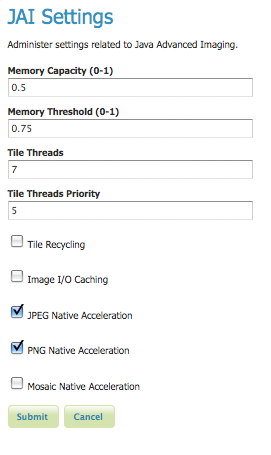 JAI Settings
Administer settings related to Java Advanced Imaging.
Memory Capacity (0-1)
0.5
Memory Threshold (0-1)
0.75
Tile Threads
7
Tile Threads Priority
5
Tile Recycling
Image I/O Caching
JPEG Native Acceleration
PNG Native Acceleration
Mosaic Native Acceleration
Submit Cancel